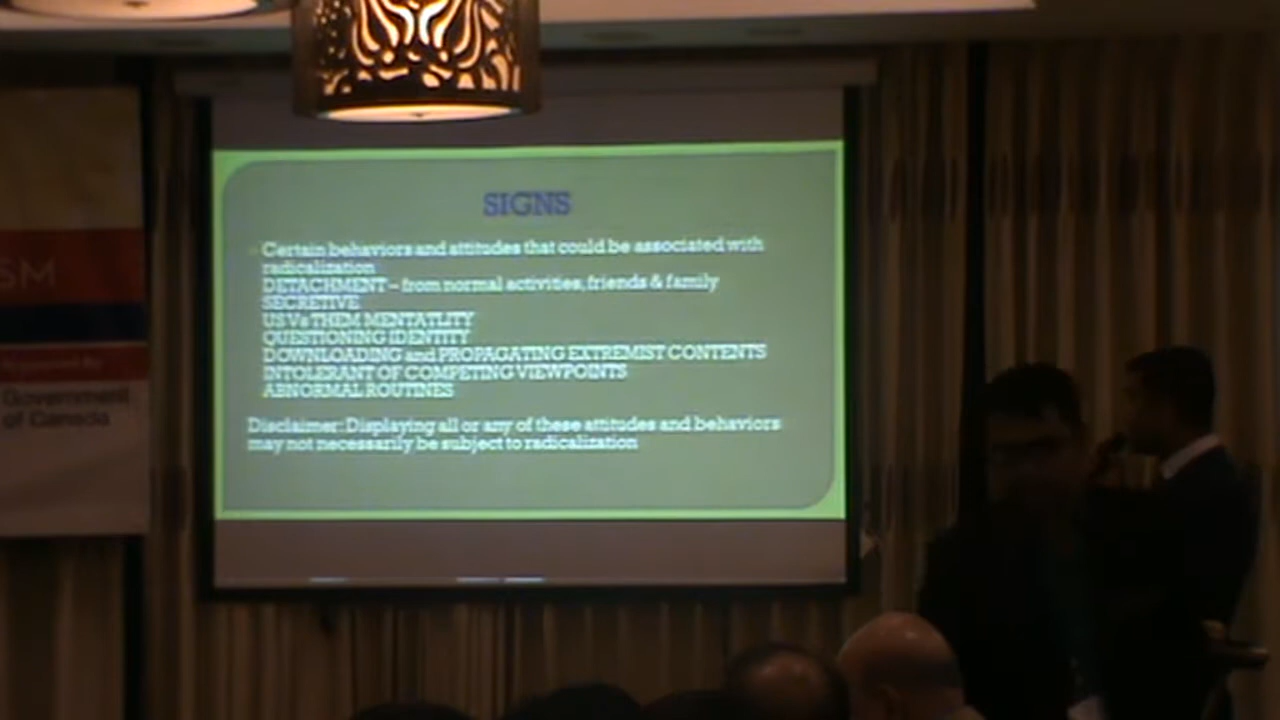 SM
Supported By
Government
of Canada
SIGNS
Certain behaviors and attitudes that could be associated with
radicalization
DETACHMENT – from normal activities, friends & family
SECRETIVE
US Vs THEM MENTATLITY
QUESTIONING IDENTITY
DOWNLOADING and PROPAGATING EXTREMIST CONTENTS
INTOLERANT OF COMPETING VIEWPOINTS
ABNORMAL ROUTINES
Disclaimer: Displaying all or any of these attitudes and behaviors
may not necessarily be subject to radicalization